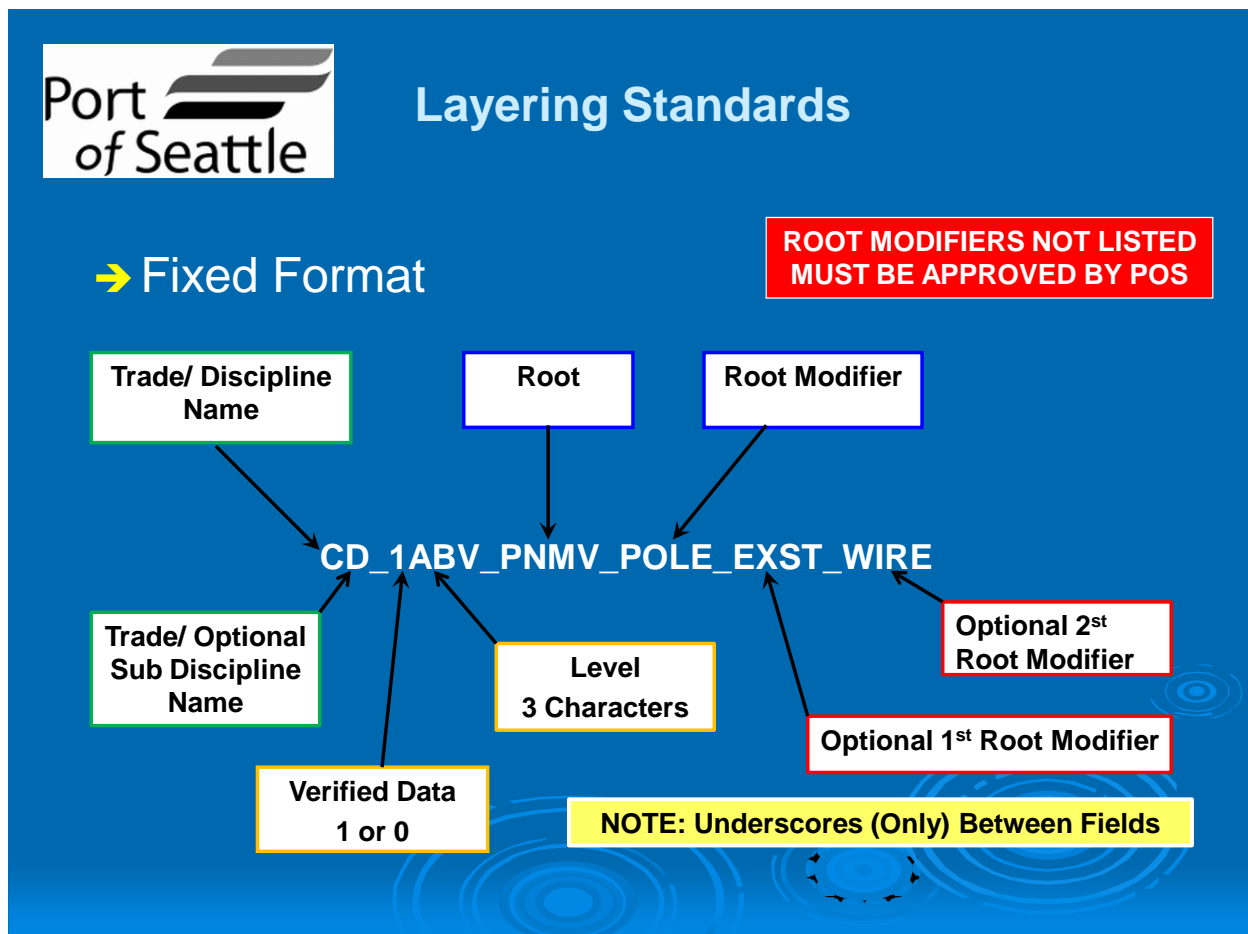 Port
of Seattle
Layering Standards
ROOT MODIFIERS NOT LISTED
MUST BE APPROVED BY POS
➔ Fixed Format
Trade/ Discipline
Name
Root
Root Modifier
CD_1ABV_PNMV_POLE_EXST_WIRE
Trade/ Optional
Sub Discipline
Name
Level
3 Characters
Optional 2st
Root Modifier
Optional 1st Root Modifier
Verified Data
1 or 0
NOTE: Underscores (Only) Between Fields